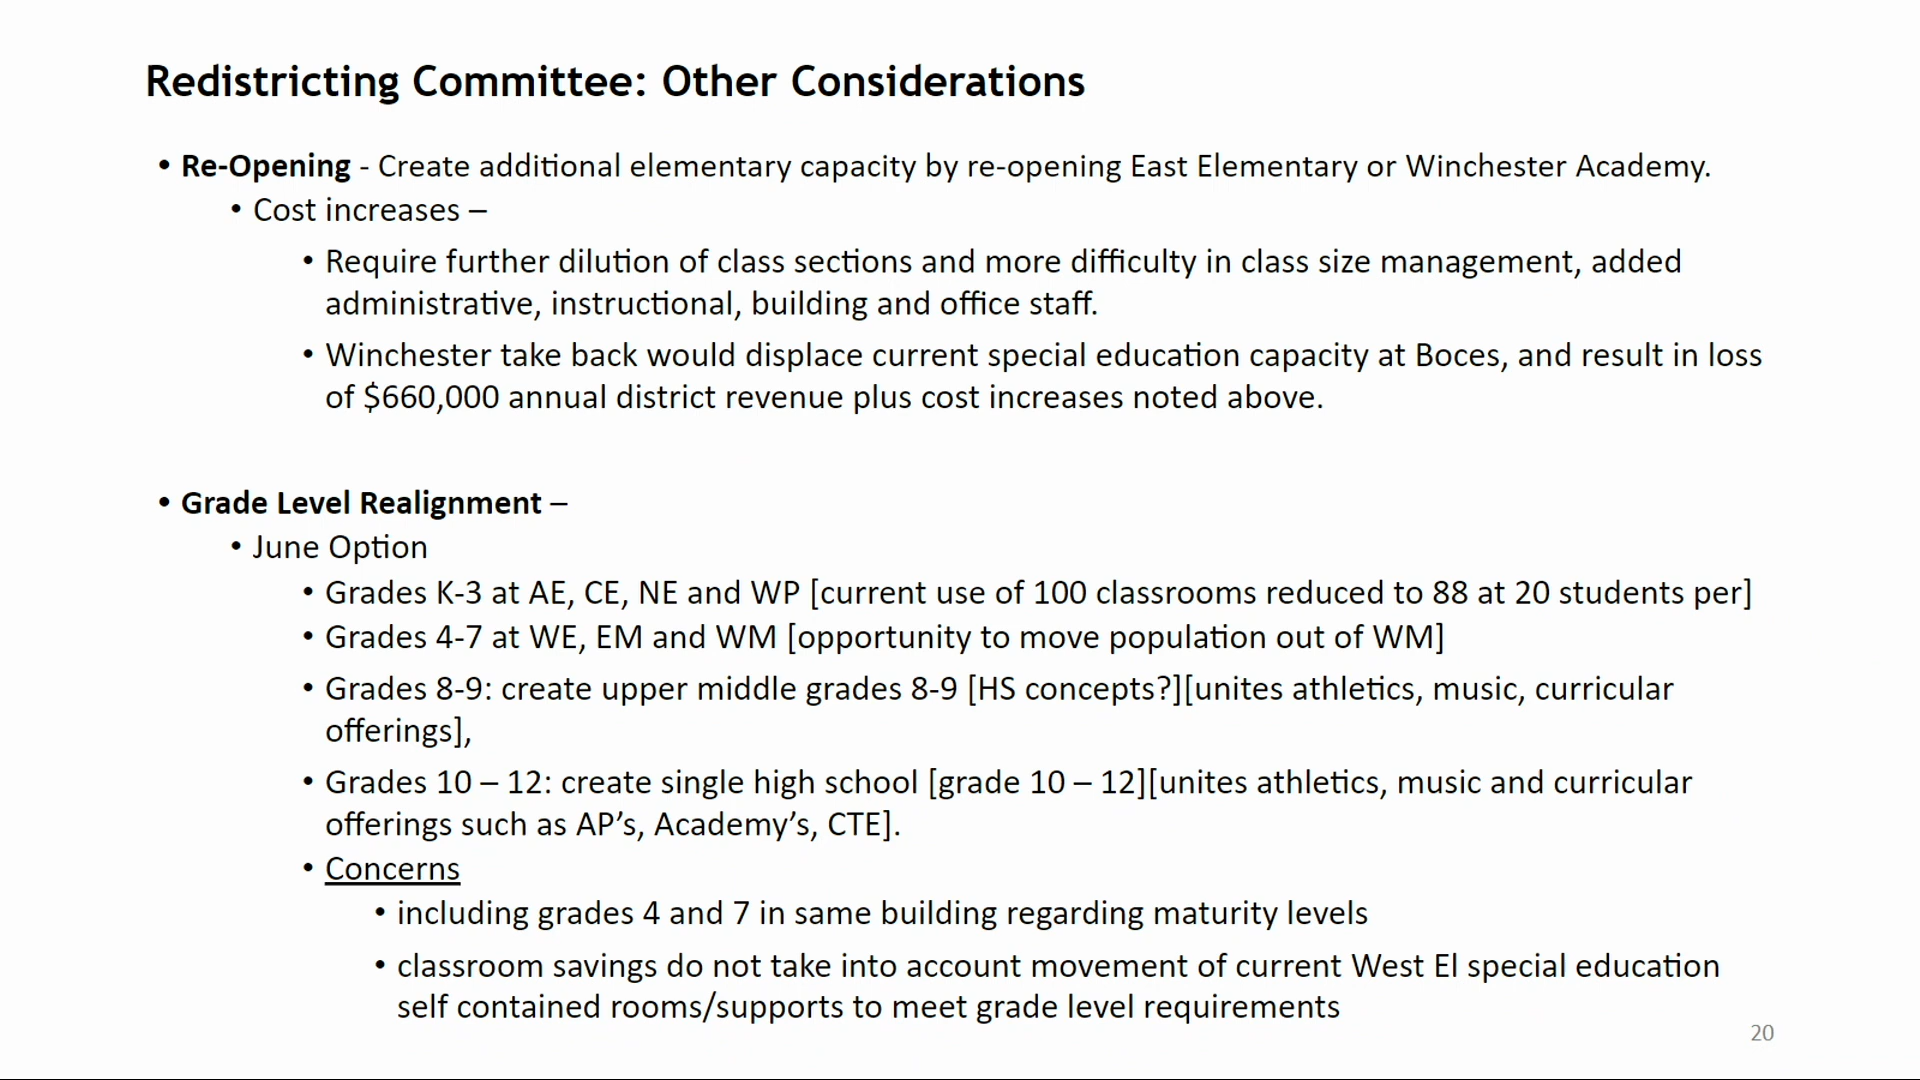 Redistricting Committee: Other Considerations
• Re-Opening - Create additional elementary capacity by re-opening East Elementary or Winchester Academy.
• Cost increases –
• Require further dilution of class sections and more difficulty in class size management, added
administrative, instructional, building and office staff.
• Winchester take back would displace current special education capacity at Boces, and result in loss
of $660,000 annual district revenue plus cost increases noted above.
• Grade Level Realignment –
• June Option
• Grades K-3 at AE, CE, NE and WP [current use of 100 classrooms reduced to 88 at 20 students per]
• Grades 4-7 at WE, EM and WM [opportunity to move population out of WM]
• Grades 8-9: create upper middle grades 8-9 [HS concepts?][unites athletics, music, curricular
offerings],
• Grades 10 – 12: create single high school [grade 10 – 12][unites athletics, music and curricular
offerings such as AP’s, Academy’s, CTE].
• Concerns
• including grades 4 and 7 in same building regarding maturity levels
• classroom savings do not take into account movement of current West El special education
self contained rooms/supports to meet grade level requirements
20